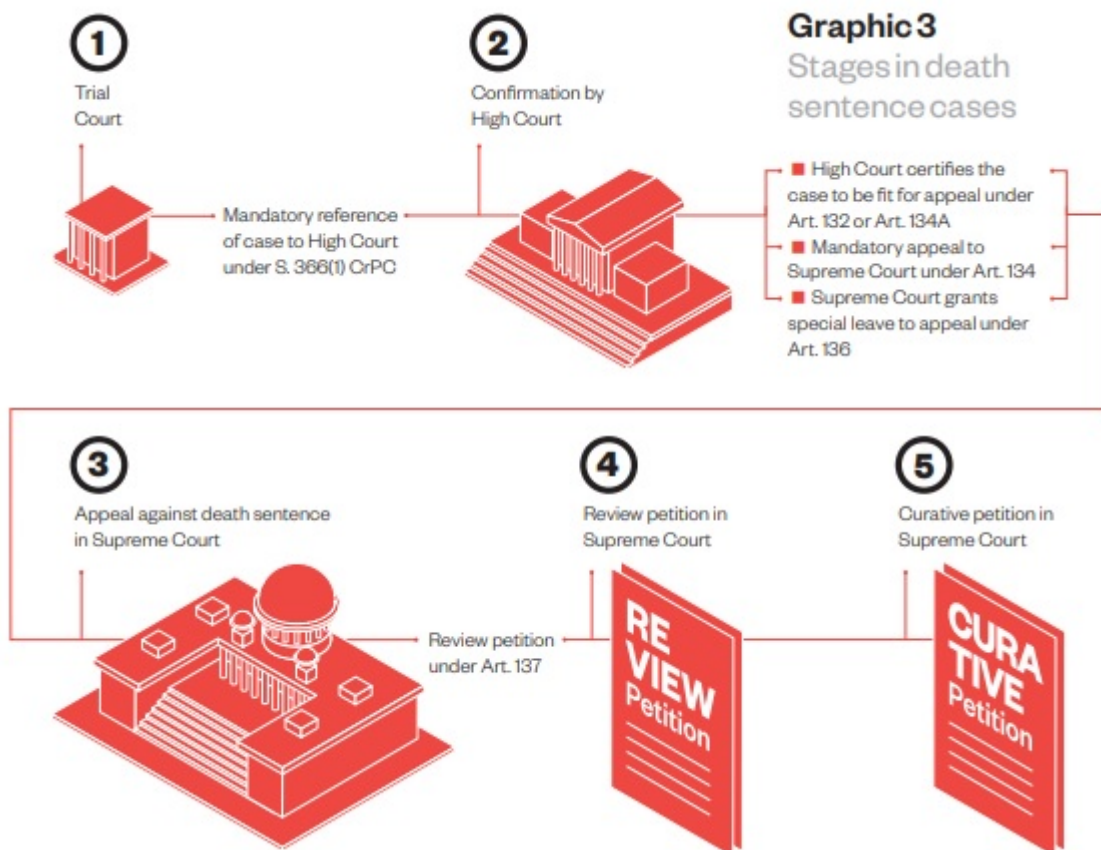 1
Trial
Court
Mandatory reference
of case to High Court
under S. 366(1) CrPC
2
Confirmation by
High Court
Graphic 3
Stages in death
sentence cases
■ High Court certifies the
case to be fit for appeal under
Art. 132 or Art. 134A
■ Mandatory appeal to
Supreme Court under Art. 134
■ Supreme Court grants
special leave to appeal under
Art. 136
3
Appeal against death sentence
in Supreme Court
Review petition
under Art. 137
4
Review petition in
Supreme Court
RE
VIEW
Petition
5
Curative petition in
Supreme Court
CURA
TIVE
Petition